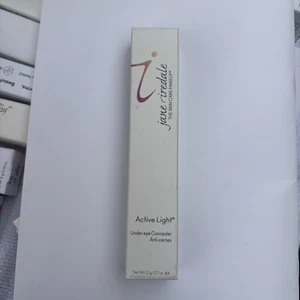 jane iredale
THE SKIN CARE MAKEUP
Active Light®
Under-eye Concealer
Anti-cernes